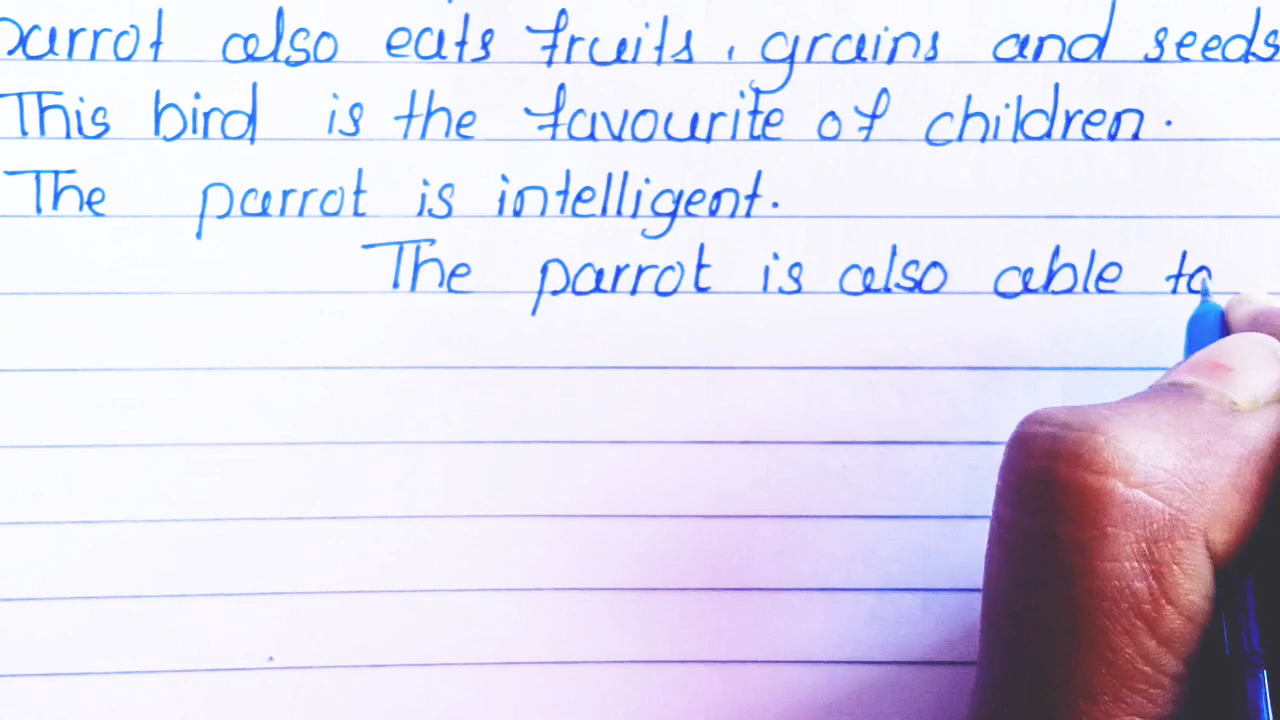 parrot also eats fruits, grains and seeds
This bird is the favourite of children.
The parrot is intelligent.
The parrot is also able to